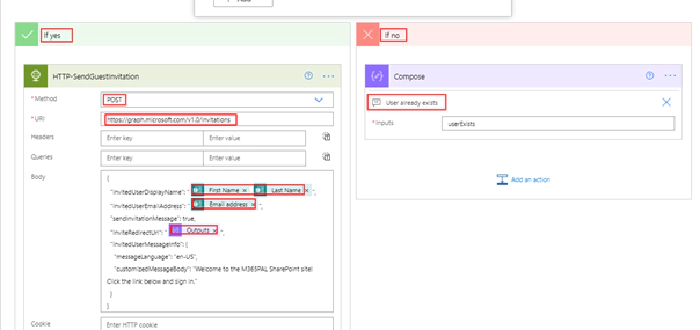 If yes
HTTP-SendGuestInvitation
*Method
POST
*URI
https://graph.microsoft.com/v1.0/invitations
Headers
Enter key
Enter value
Queries
Enter key
Enter value
Body
{
"InvitedUserDisplayName": " First Name × Last Name × ",
"InvitedUserEmailAddress": " Email address × ",
"sendInvitationMessage": true,
"InviteRedirectUrl": " Outputs × ",
"InvitedUserMessageInfo": {
"messageLanguage": "en-US",
"customizedMessageBody": "Welcome to the M365PAL SharePoint site!
Click the link below and sign in."
}
}
Cookie
Enter HTTP cookie
If no
Compose
User already exists
*Inputs
userExists
Add an action